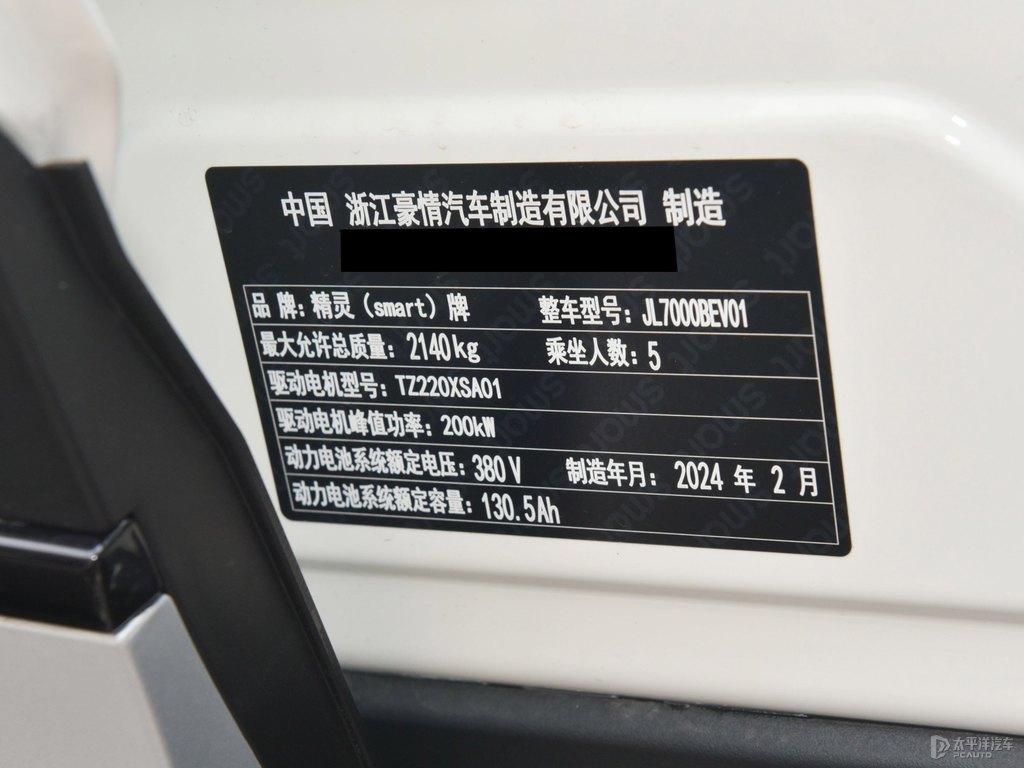 中国 浙江豪情汽车制造有限公司 制造
品 牌：精灵（smart）牌 整车型号：JL7000BEV01
最大允许总质量：2140kg 乘坐人数：5
驱动电机型号：TZ220XSA01
驱动电机峰值功率：200kW
动力电池系统额定电压：380V 制造年月：2024 年 2 月
动力电池系统额定容量：130.5Ah
太平洋汽车
PCAUTO